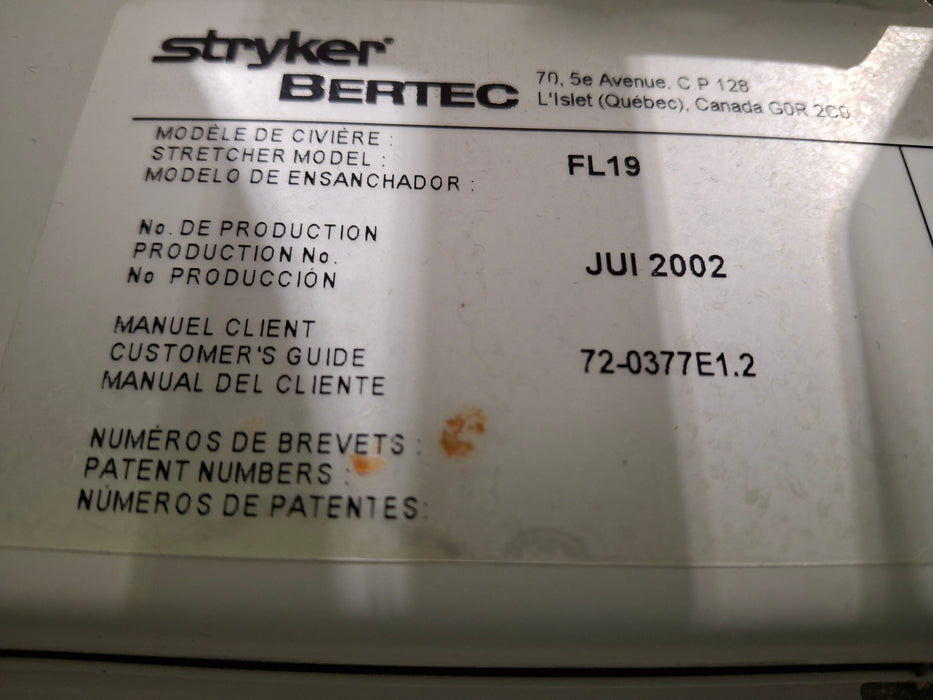 stryker®
BERTEC
70, 5e Avenue, C.P 128
L'Islet (Québec), Canada G0R 2C0
MODÈLE DE CIVIÈRE :
STRETCHER MODEL :
MODELO DE ENSANCHADOR :
FL19
No. DE PRODUCTION
PRODUCTION No.
No PRODUCCIÓN
JUI 2002
MANUEL CLIENT
CUSTOMER'S GUIDE
MANUAL DEL CLIENTE
72-0377E1.2
NUMÉROS DE BREVETS :
PATENT NUMBERS :
NÚMEROS DE PATENTES: